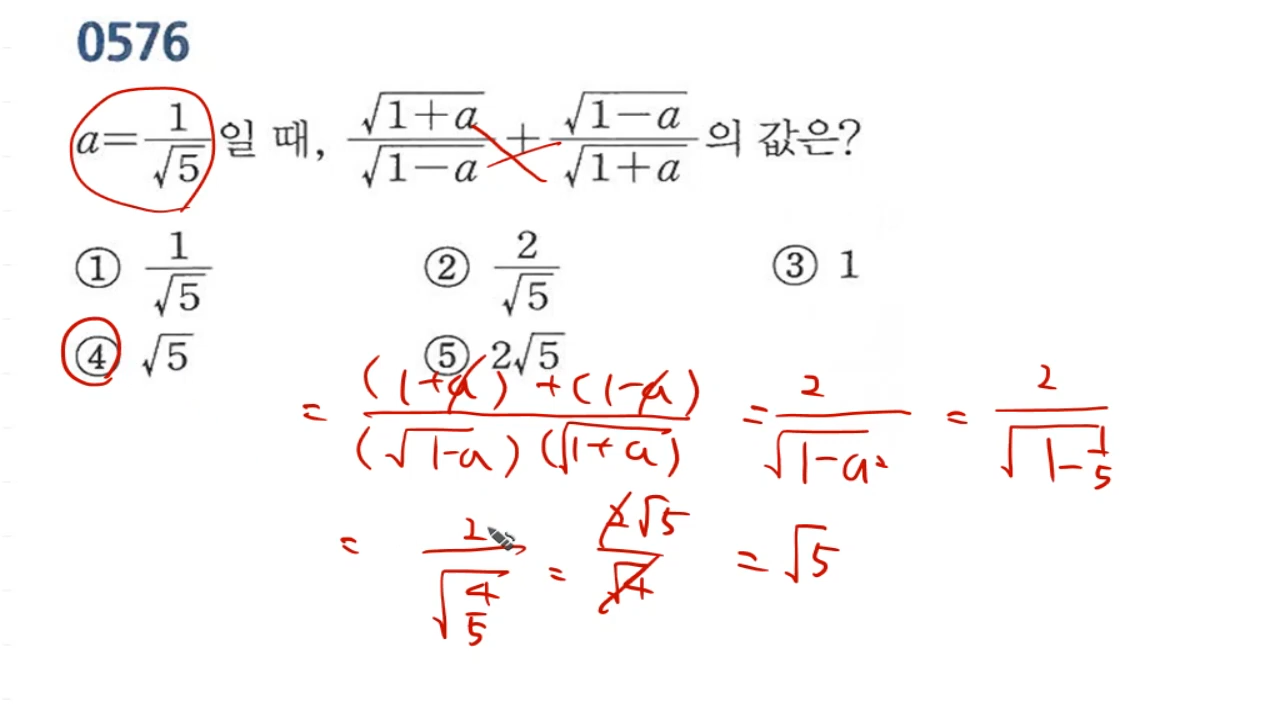 0576
a = 1/√5 일 때, √(1+a)/√(1-a) + √(1-a)/√(1+a) 의 값은?
① 1/√5 ② 2/√5 ③ 1
④ √5 ⑤ 2√5
= ((1+a) + (1-a))/((√(1-a))(√(1+a))) = 2/√(1-a²) = 2/√(1-1/5)
= 2/√(4/5) = 2√5/√4 = √5